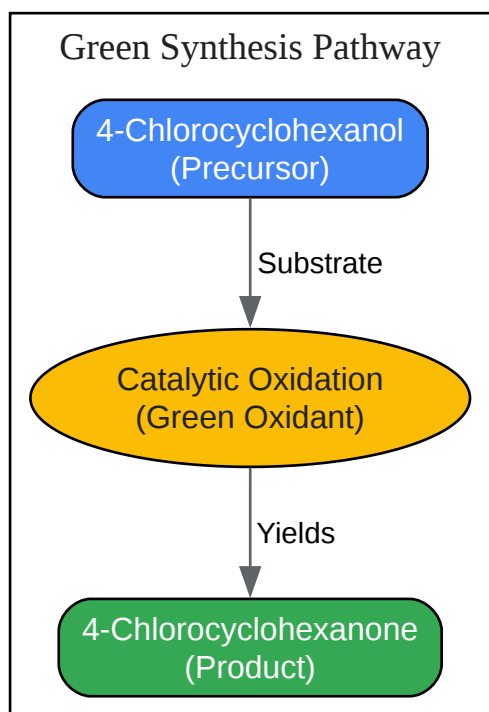 Green Synthesis Pathway
4-Chlorocyclohexanol
(Precursor)
Substrate
Catalytic Oxidation
(Green Oxidant)
Yields
4-Chlorocyclohexanone
(Product)